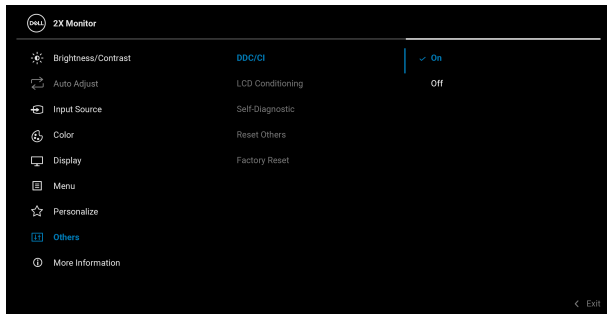 DELL 2X Monitor
Brightness/Contrast DDC/CI On
Auto Adjust LCD Conditioning Off
Input Source Self-Diagnostic
Color Reset Others
Display Factory Reset
Menu
Personalize
Others
More Information
Exit